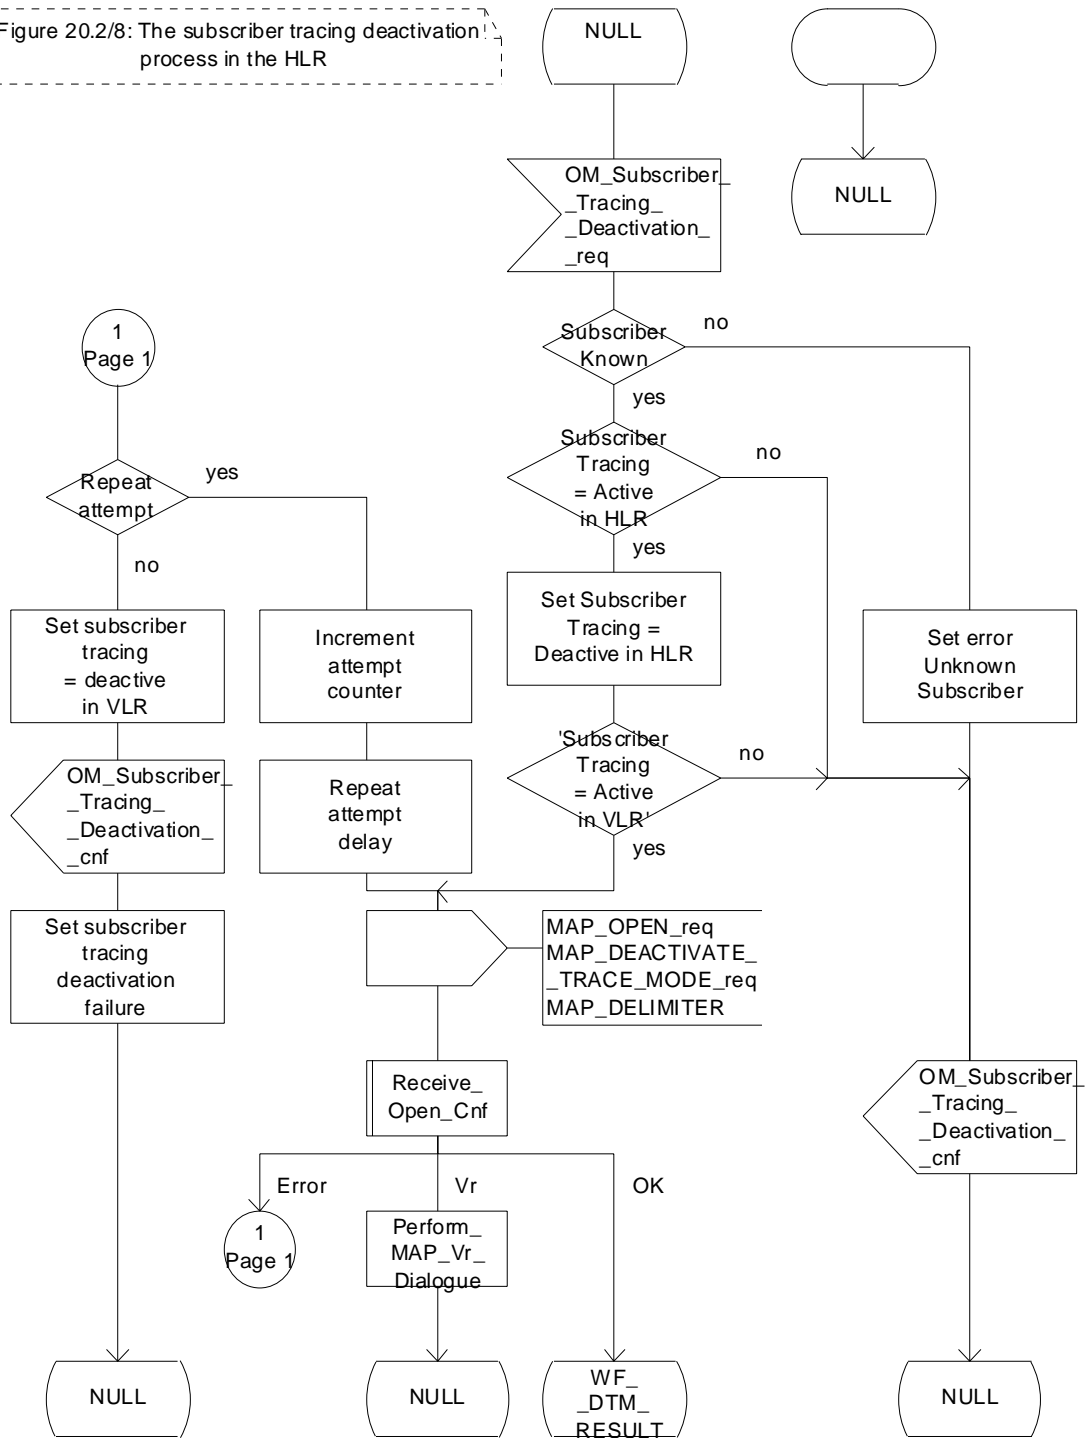 Figure 20.2/8: The subscriber tracing deactivation
process in the HLR
NULL
OM_Subscriber_
_Tracing_
_Deactivation_
_req
NULL
Subscriber
Known
no
yes
1
Page 1
Subscriber
Tracing
= Active
in HLR
no
yes
Repeat
attempt
yes
no
Set Subscriber
Tracing =
Deactive in HLR
Set subscriber
tracing
= deactive
in VLR
Increment
attempt
counter
Set error
Unknown
Subscriber
'Subscriber
Tracing
= Active
in VLR'
no
yes
OM_Subscriber_
_Tracing_
_Deactivation_
_cnf
Repeat
attempt
delay
Set subscriber
tracing
deactivation
failure
MAP_OPEN_req
MAP_DEACTIVATE_
_TRACE_MODE_req
MAP_DELIMITER
Receive_
Open_Cnf
OM_Subscriber_
_Tracing_
_Deactivation_
_cnf
Error
Vr
OK
1
Page 1
Perform_
MAP_Vr_
Dialogue
NULL
NULL
WF_
_DTM_
RESULT
NULL